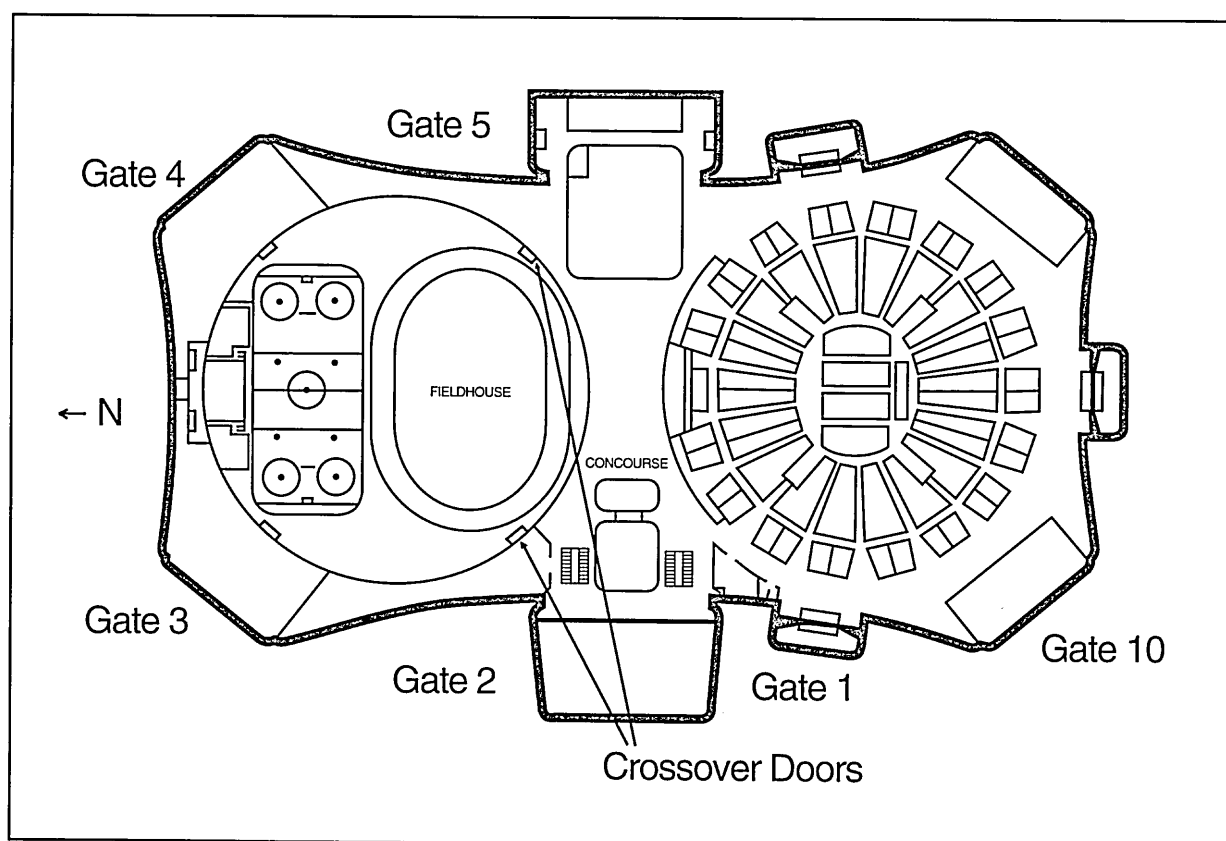 Gate 5
Gate 4
← N
FIELDHOUSE
CONCOURSE
Gate 3
Gate 2
Gate 1
Gate 10
Crossover Doors